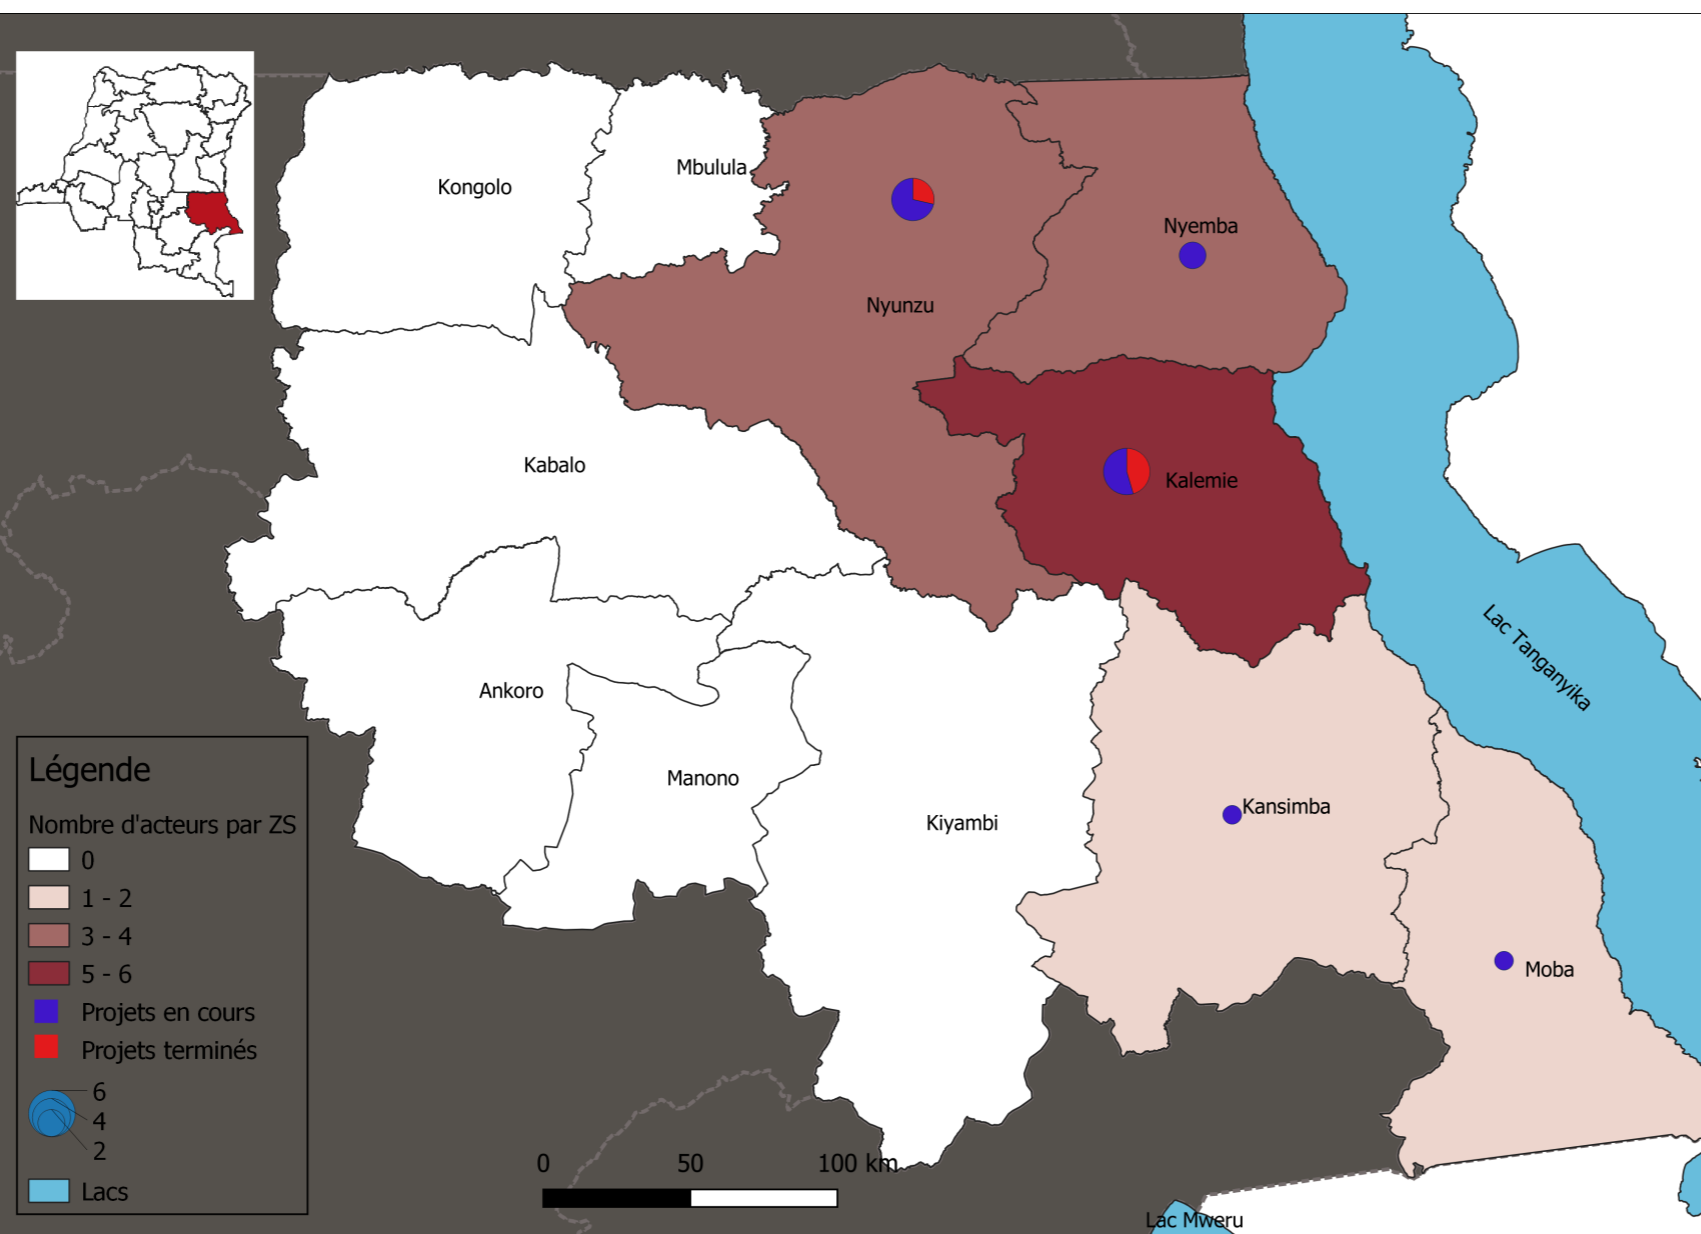 Kongolo
Mbulula
Nyemba
Nyunzu
Kabalo
Kalemie
Lac Tanganyika
Ankoro
Manono
Kiyambi
Kansimba
Moba
Légende
Nombre d'acteurs par ZS
0
1 - 2
3 - 4
5 - 6
Projets en cours
Projets terminés
6
4
2
Lacs
0 50 100 km
Lac Mweru